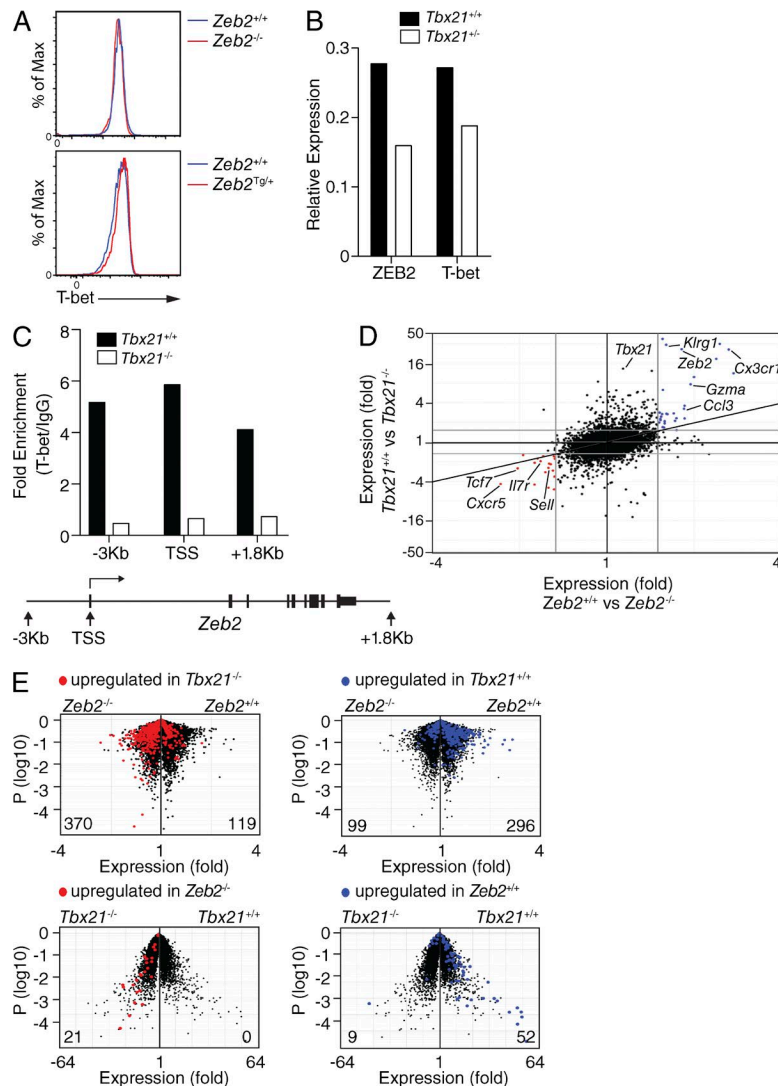 A
Zeb2+/+
Zeb2-/-
% of Max
0
0
Zeb2+/+
Zeb2Tg/+
% of Max
0
0
T-bet
B
Tbx21+/+
Tbx21+/-
Relative Expression
0.3
0.2
0.1
0
ZEB2 T-bet
C
Tbx21+/+
Tbx21-/-
Fold Enrichment
(T-bet/IgG)
8
6
4
2
0
-3Kb TSS +1.8Kb
Zeb2
-3Kb TSS +1.8Kb
D
Expression (fold)
Tbx21+/+ vs Tbx21-/-
50
16
4
1
-4
-16
-50
Tbx21
Klrg1
Zeb2
Cx3cr1
Gzma
Ccl3
Tcf7
Il7r
Cxcr5
Sell
-4 1 4
Expression (fold)
Zeb2+/+ vs Zeb2-/-
E
upregulated in Tbx21-/-
Zeb2-/- Zeb2+/+
P (log10)
0
-1
-2
-3
-4
370 119
-4 1 4
Expression (fold)
upregulated in Tbx21+/+
Zeb2-/- Zeb2+/+
P (log10)
0
-1
-2
-3
-4
99 296
-4 1 4
Expression (fold)
upregulated in Zeb2-/-
Tbx21-/- Tbx21+/+
P (log10)
0
-1
-2
-3
-4
21 0
-64 1 64
Expression (fold)
upregulated in Zeb2+/+
Tbx21-/- Tbx21+/+
P (log10)
0
-1
-2
-3
-4
9 52
-64 1 64
Expression (fold)